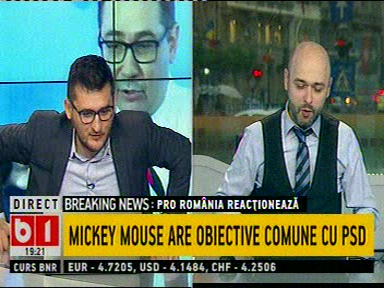 DIRECT
BREAKING NEWS: PRO ROMÂNIA REACŢIONEAZĂ
b1
19:21
MICKEY MOUSE ARE OBIECTIVE COMUNE CU PSD
CURS BNR EUR - 4.7205, USD - 4.1484, CHF - 4.2506